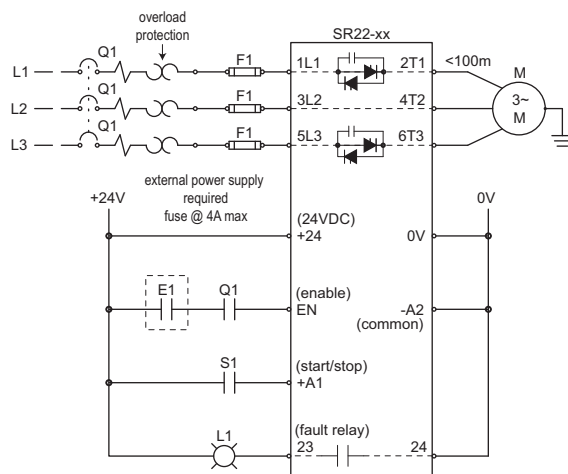 overload
protection
SR22-xx
Q1
F1
L1
1L1
2T1
<100m
M
Q1
F1
L2
3L2
4T2
3~
M
Q1
F1
L3
5L3
6T3
external power supply
required
fuse @ 4A max
+24V
0V
(24VDC)
+24
0V
E1
Q1
(enable)
EN
-A2
(common)
S1
(start/stop)
+A1
L1
(fault relay)
23
24